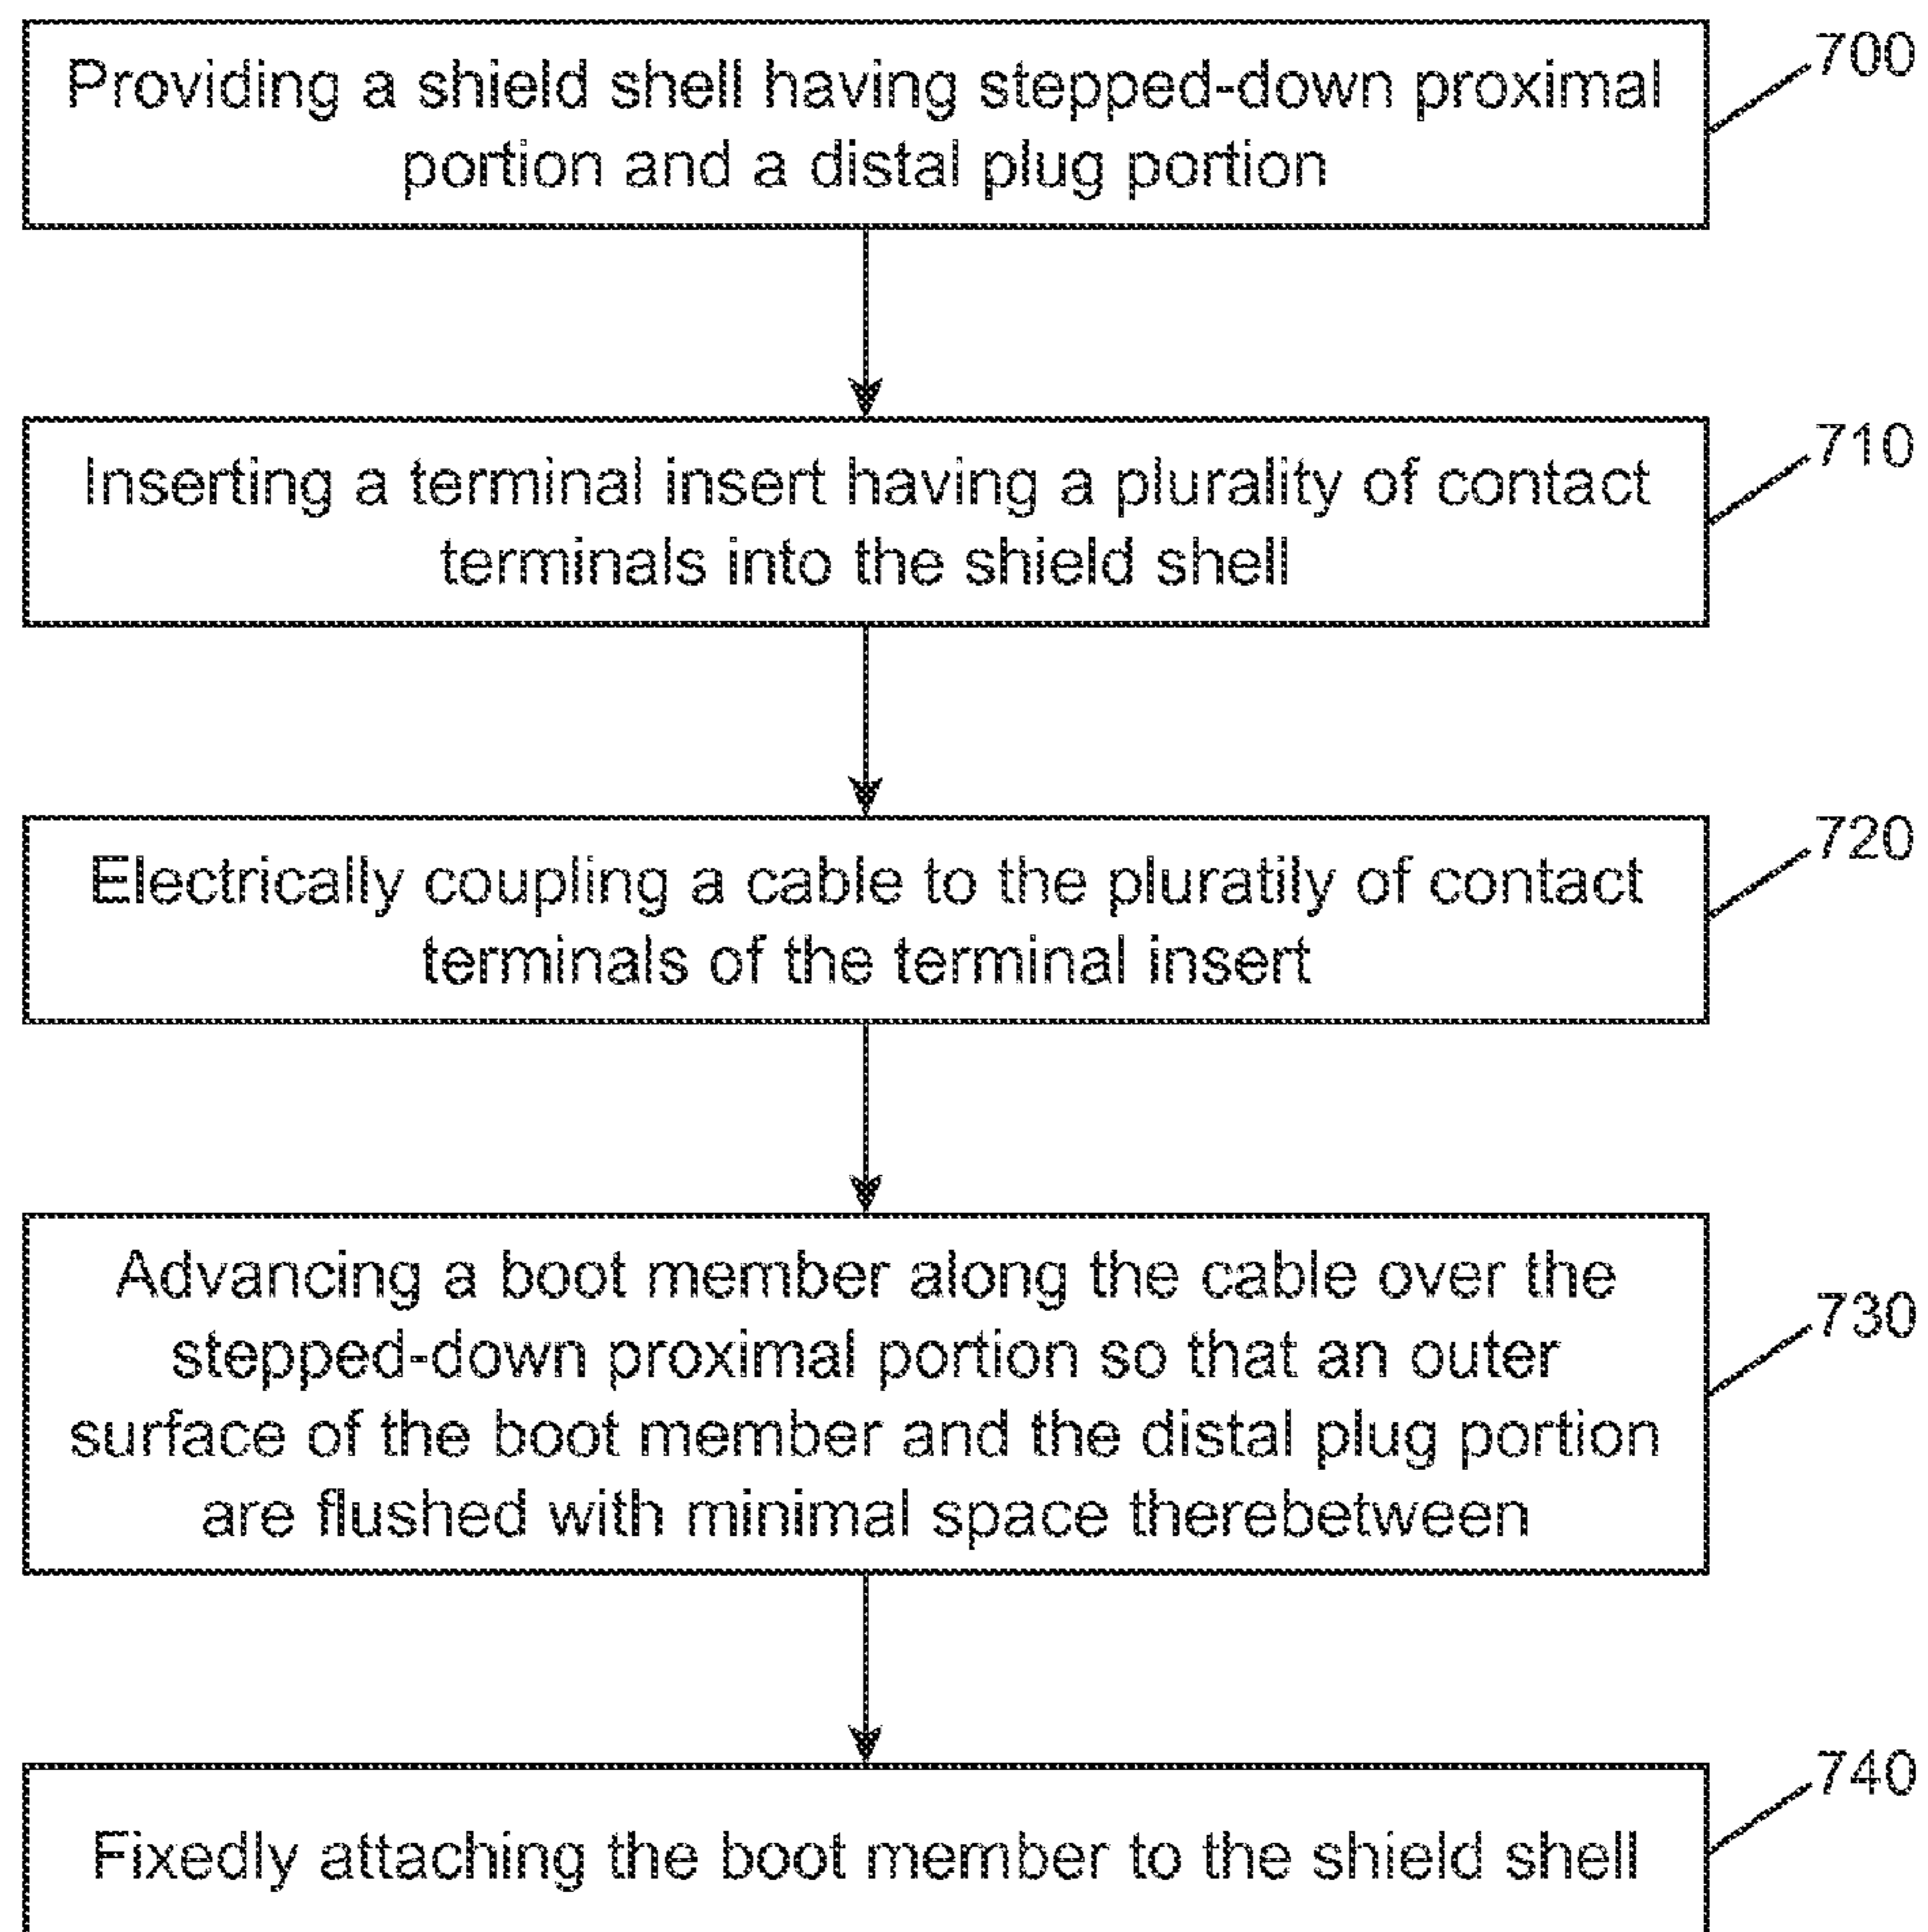 Providing a shield shell having stepped-down proximal
portion and a distal plug portion
700
Inserting a terminal insert having a plurality of contact
terminals into the shield shell
710
Electrically coupling a cable to the pluratily of contact
terminals of the terminal insert
720
Advancing a boot member along the cable over the
stepped-down proximal portion so that an outer
surface of the boot member and the distal plug portion
are flushed with minimal space therebetween
730
Fixedly attaching the boot member to the shield shell
740